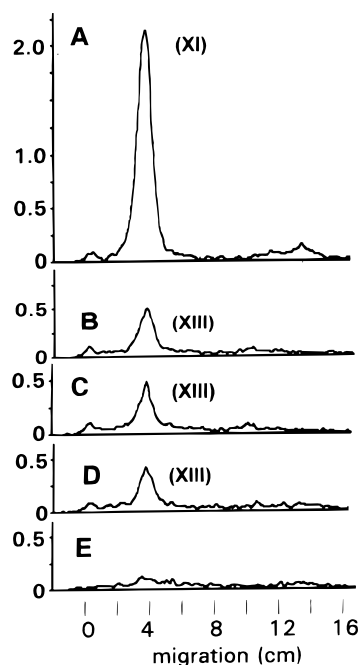 2.0
A
(XI)
1.0
0.5
0
0.5
B
(XIII)
0
0.5
C
(XIII)
0
0.5
D
(XIII)
0
0.5
E
0
0 4 8 12 16
migration (cm)